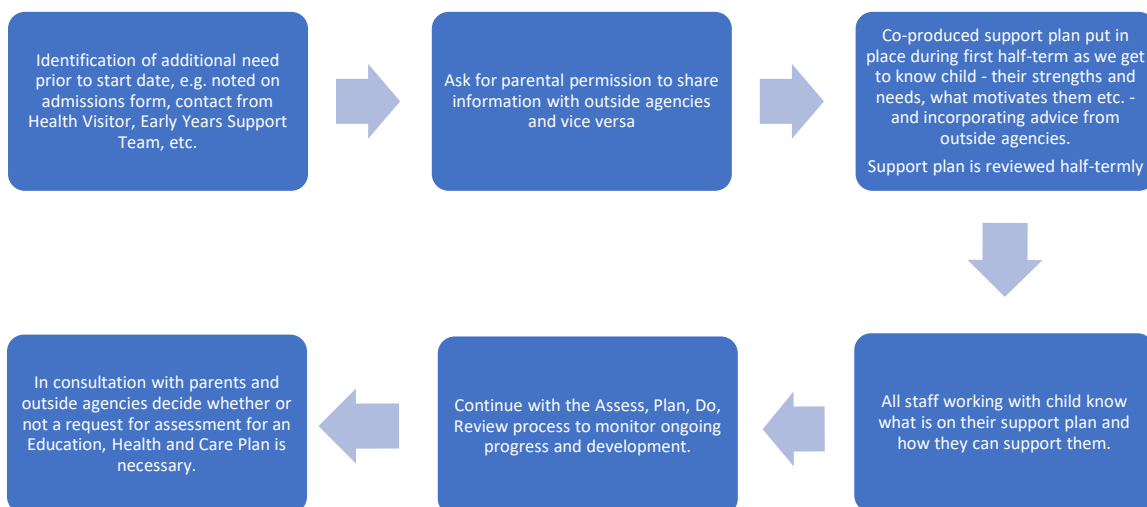 Identification of additional need
prior to start date, e.g. noted on
admissions form, contact from
Health Visitor, Early Years Support
Team, etc.
Ask for parental permission to share
information with outside agencies
and vice versa
Co-produced support plan put in
place during first half-term as we get
to know child - their strengths and
needs, what motivates them etc. -
and incorporating advice from
outside agencies.
Support plan is reviewed half-termly
All staff working with child know
what is on their support plan and
how they can support them.
Continue with the Assess, Plan, Do,
Review process to monitor ongoing
progress and development.
In consultation with parents and
outside agencies decide whether or
not a request for assessment for an
Education, Health and Care Plan is
necessary.